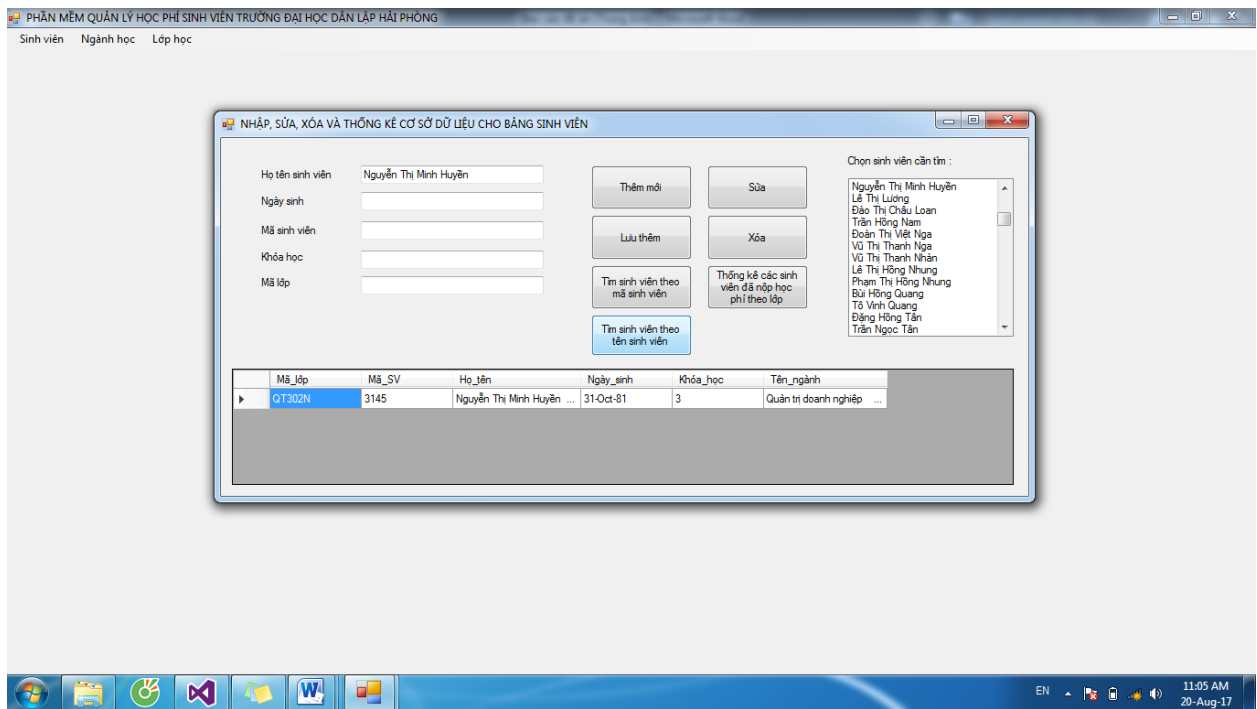 PHẦN MỀM QUẢN LÝ HỌC PHÍ SINH VIÊN TRƯỜNG ĐẠI HỌC DÂN LẬP HẢI PHÒNG
Sinh viên Ngành học Lớp học
NHẬP, SỬA, XÓA VÀ THỐNG KÊ CƠ SỞ DỮ LIỆU CHO BẢNG SINH VIÊN
Họ tên sinh viên Nguyễn Thị Minh Huyền
Ngày sinh
Mã sinh viên
Khóa học
Mã lớp
Thêm mới
Sửa
Lưu thêm
Xóa
Tìm sinh viên theo
mã sinh viên
Thống kê các sinh
viên đã nộp học
phí theo lớp
Tìm sinh viên theo
tên sinh viên
Chọn sinh viên cần tìm :
Nguyễn Thị Minh Huyền
Lê Thị Lương
Đào Thị Châu Loan
Trần Hồng Nam
Đoàn Thị Việt Nga
Vũ Thị Thanh Nga
Vũ Thị Thanh Nhàn
Lê Thị Hồng Nhung
Phạm Thị Hồng Nhung
Bùi Hồng Quang
Tô Vinh Quang
Đặng Hồng Tân
Trần Ngọc Tân
Mã_lớp Mã_SV Họ_tên Ngày_sinh Khóa_học Tên_ngành
QT302N 3145 Nguyễn Thị Minh Huyền ... 31-Oct-81 3 Quản trị doanh nghiệp ...
EN
11:05 AM
20-Aug-17